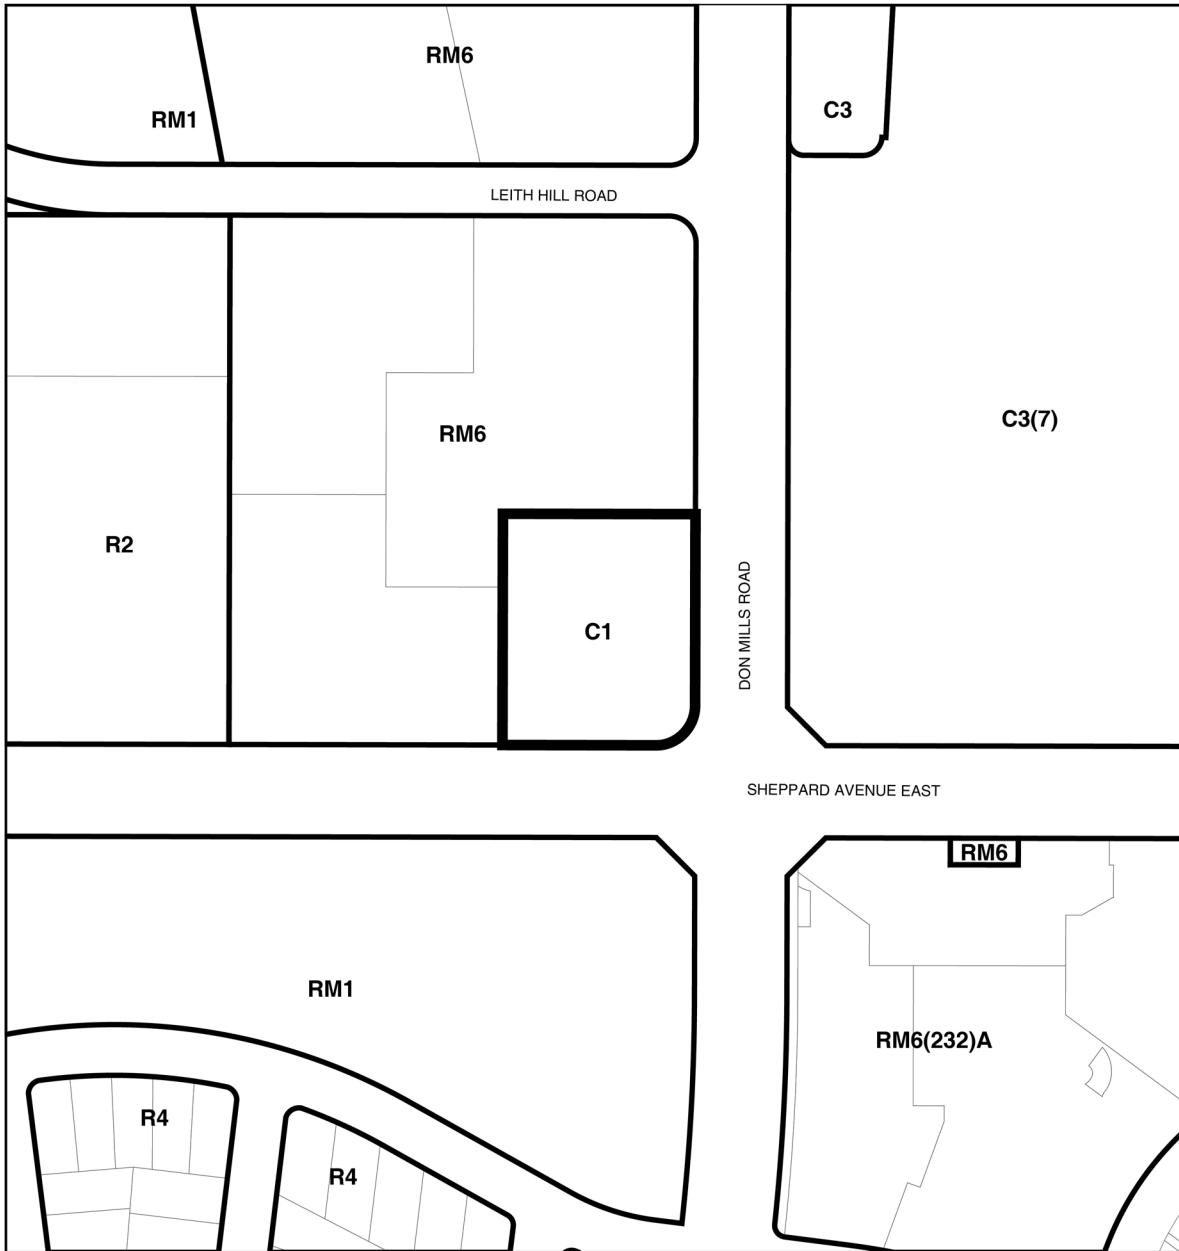 RM6
C3
RM1
LEITH HILL ROAD
C3(7)
RM6
R2
DON MILLS ROAD
C1
SHEPPARD AVENUE EAST
RM6
RM1
RM6(232)A
R4
R4